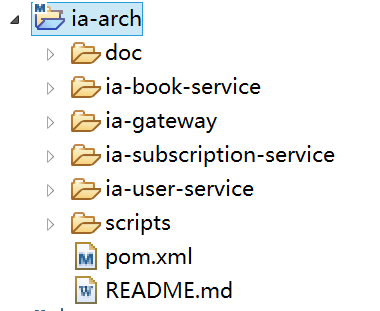 ia-arch
doc
ia-book-service
ia-gateway
ia-subscription-service
ia-user-service
scripts
pom.xml
README.md